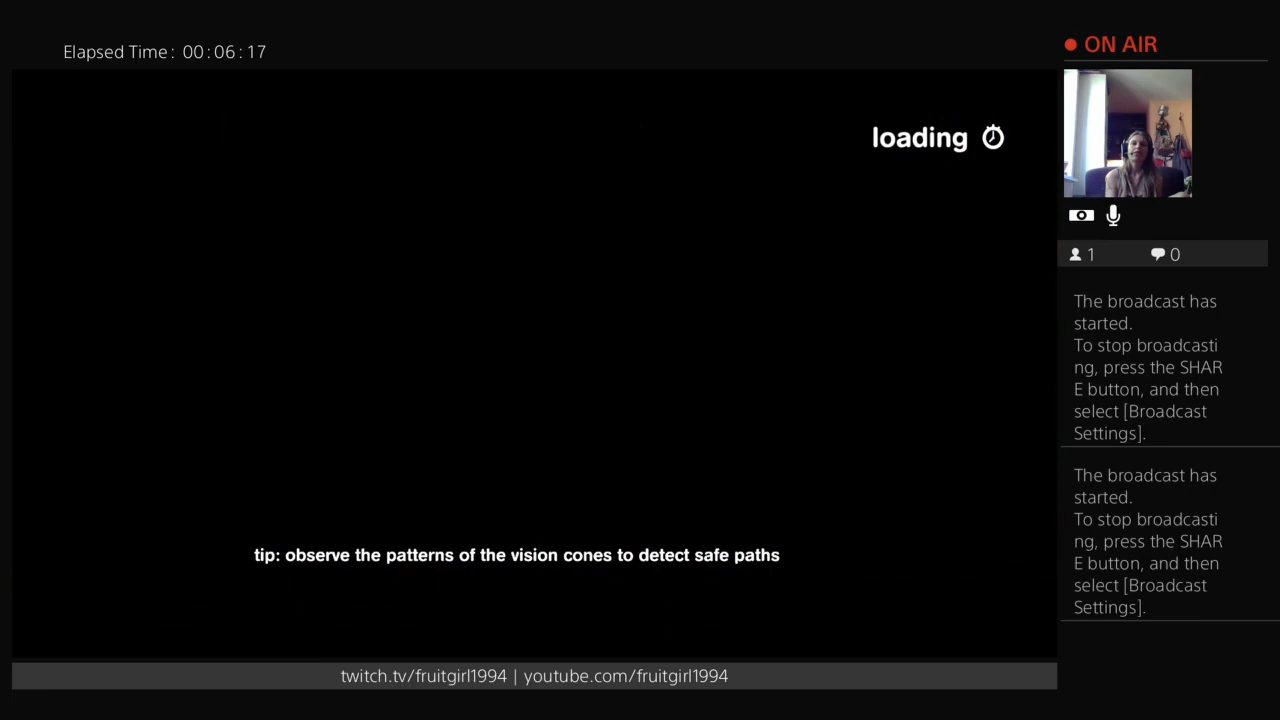 Elapsed Time: 00:06:17
ON AIR
loading
1
0
The broadcast has
started.
To stop broadcasti
ng, press the SHAR
E button, and then
select [Broadcast
Settings].
The broadcast has
started.
To stop broadcasti
ng, press the SHAR
E button, and then
select [Broadcast
Settings].
tip: observe the patterns of the vision cones to detect safe paths
twitch.tv/fruitgirl1994 | youtube.com/fruitgirl1994